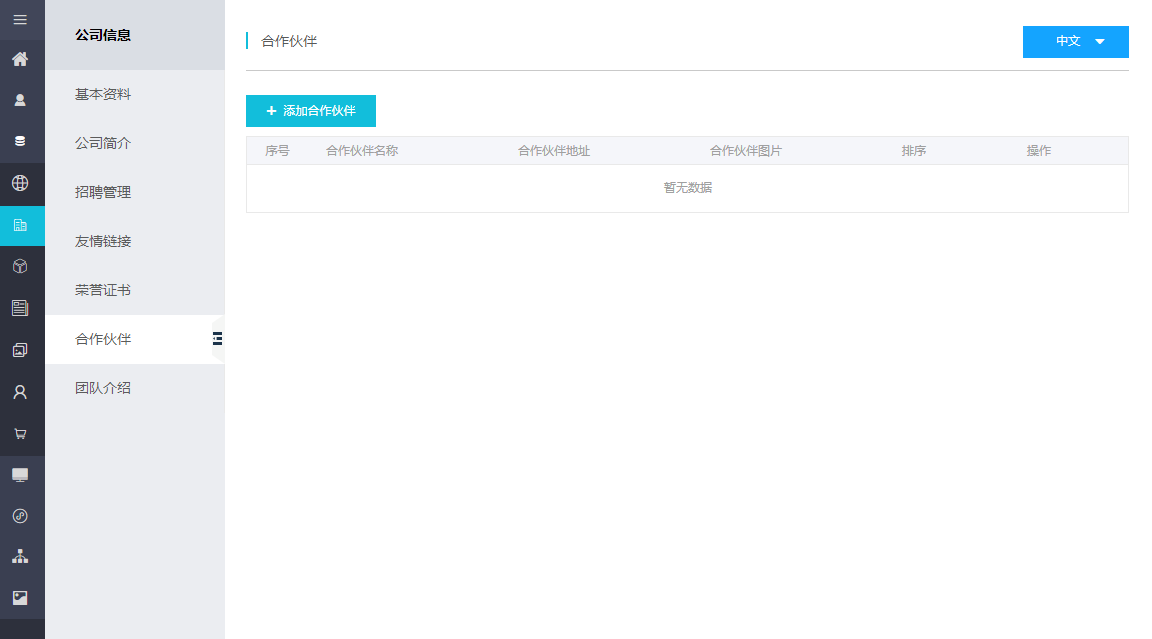 公司信息
基本资料
公司简介
招聘管理
友情链接
荣誉证书
合作伙伴
团队介绍
合作伙伴
中文
+ 添加合作伙伴
序号 合作伙伴名称 合作伙伴地址 合作伙伴图片 排序 操作
暂无数据